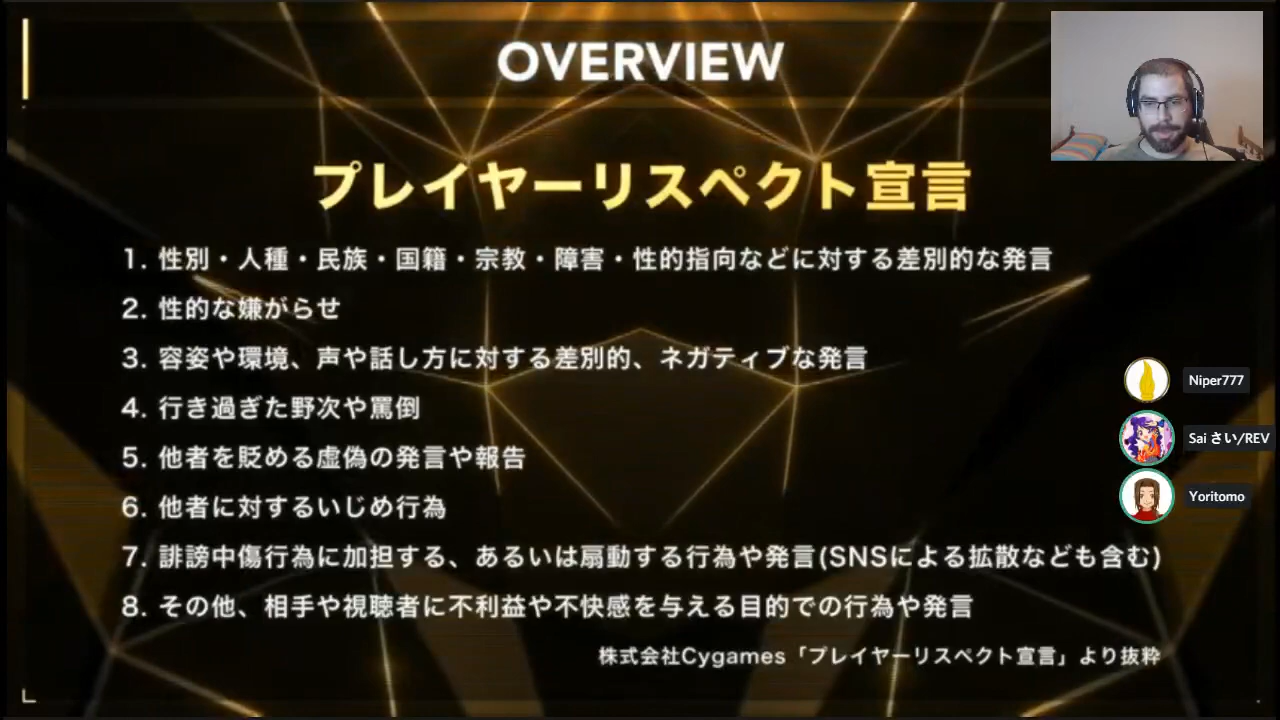 OVERVIEW
プレイヤーリスペクト宣言
1. 性別・人種・民族・国籍・宗教・障害・性的指向などに対する差別的な発言
2. 性的な嫌がらせ
3. 容姿や環境、声や話し方に対する差別的、ネガティブな発言
4. 行き過ぎた野次や罵倒
5. 他者を貶める虚偽の発言や報告
6. 他者に対するいじめ行為
7. 誹謗中傷行為に加担する、あるいは扇動する行為や発言(SNSによる拡散なども含む)
8. その他、相手や視聴者に不利益や不快感を与える目的での行為や発言
株式会社Cygames「プレイヤーリスペクト宣言」より抜粋
Niper777
Sai さい/REV
Yoritomo